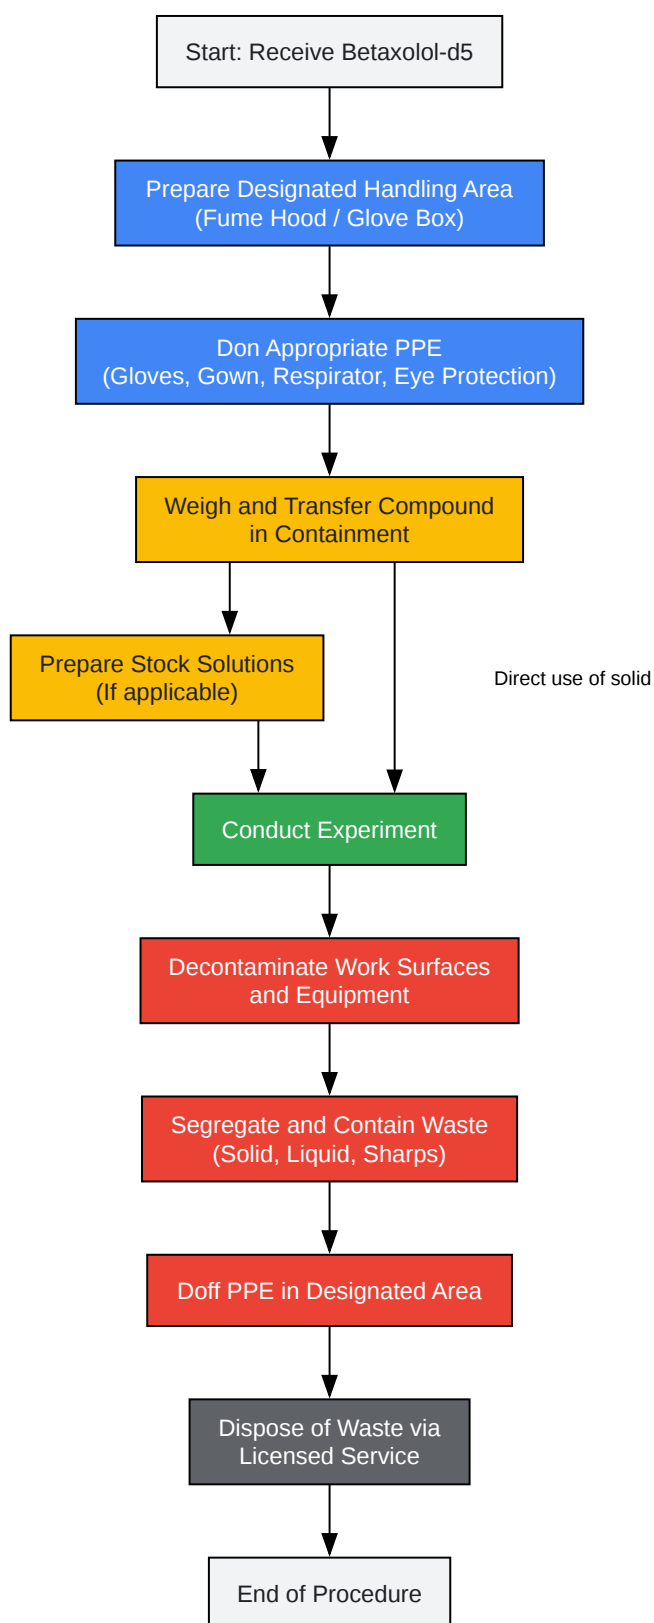 Start: Receive Betaxolol-d5
Prepare Designated Handling Area
(Fume Hood / Glove Box)
Don Appropriate PPE
(Gloves, Gown, Respirator, Eye Protection)
Weigh and Transfer Compound
in Containment
Prepare Stock Solutions
(If applicable)
Direct use of solid
Conduct Experiment
Decontaminate Work Surfaces
and Equipment
Segregate and Contain Waste
(Solid, Liquid, Sharps)
Doff PPE in Designated Area
Dispose of Waste via
Licensed Service
End of Procedure